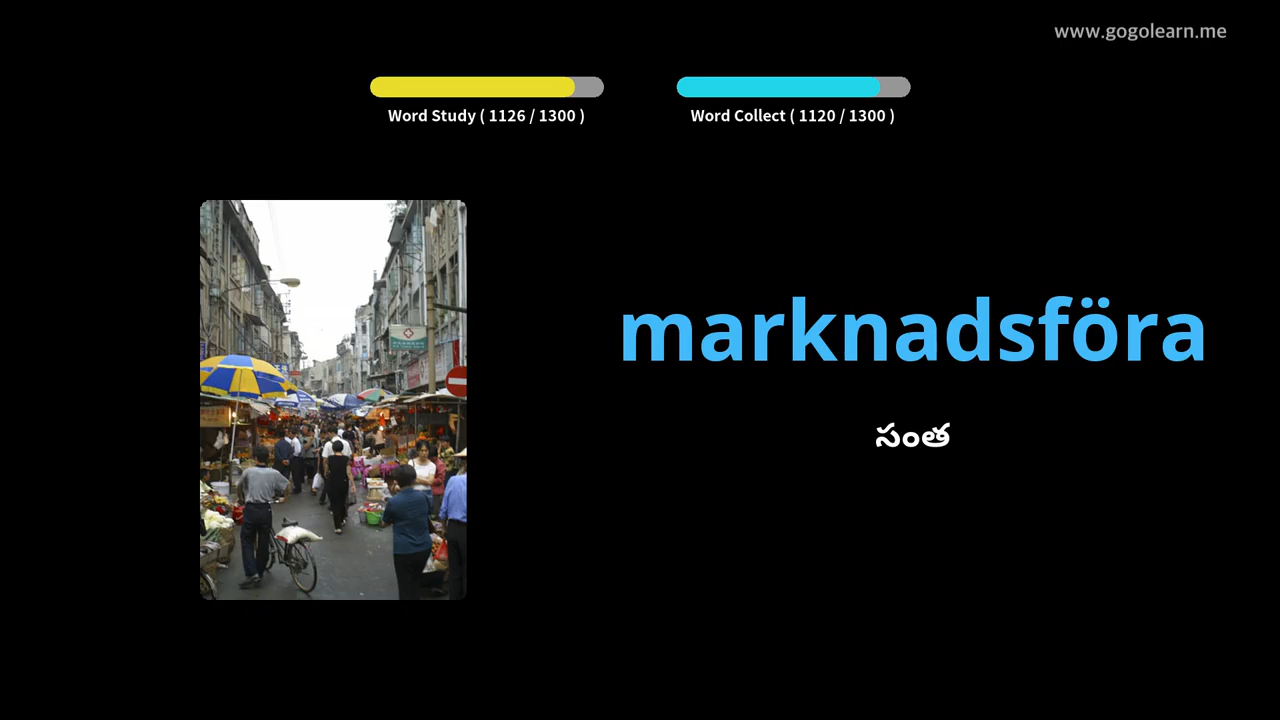 www.gogolearn.me
Word Study ( 1126 / 1300 )
Word Collect ( 1120 / 1300 )
marknadsföra
సంత